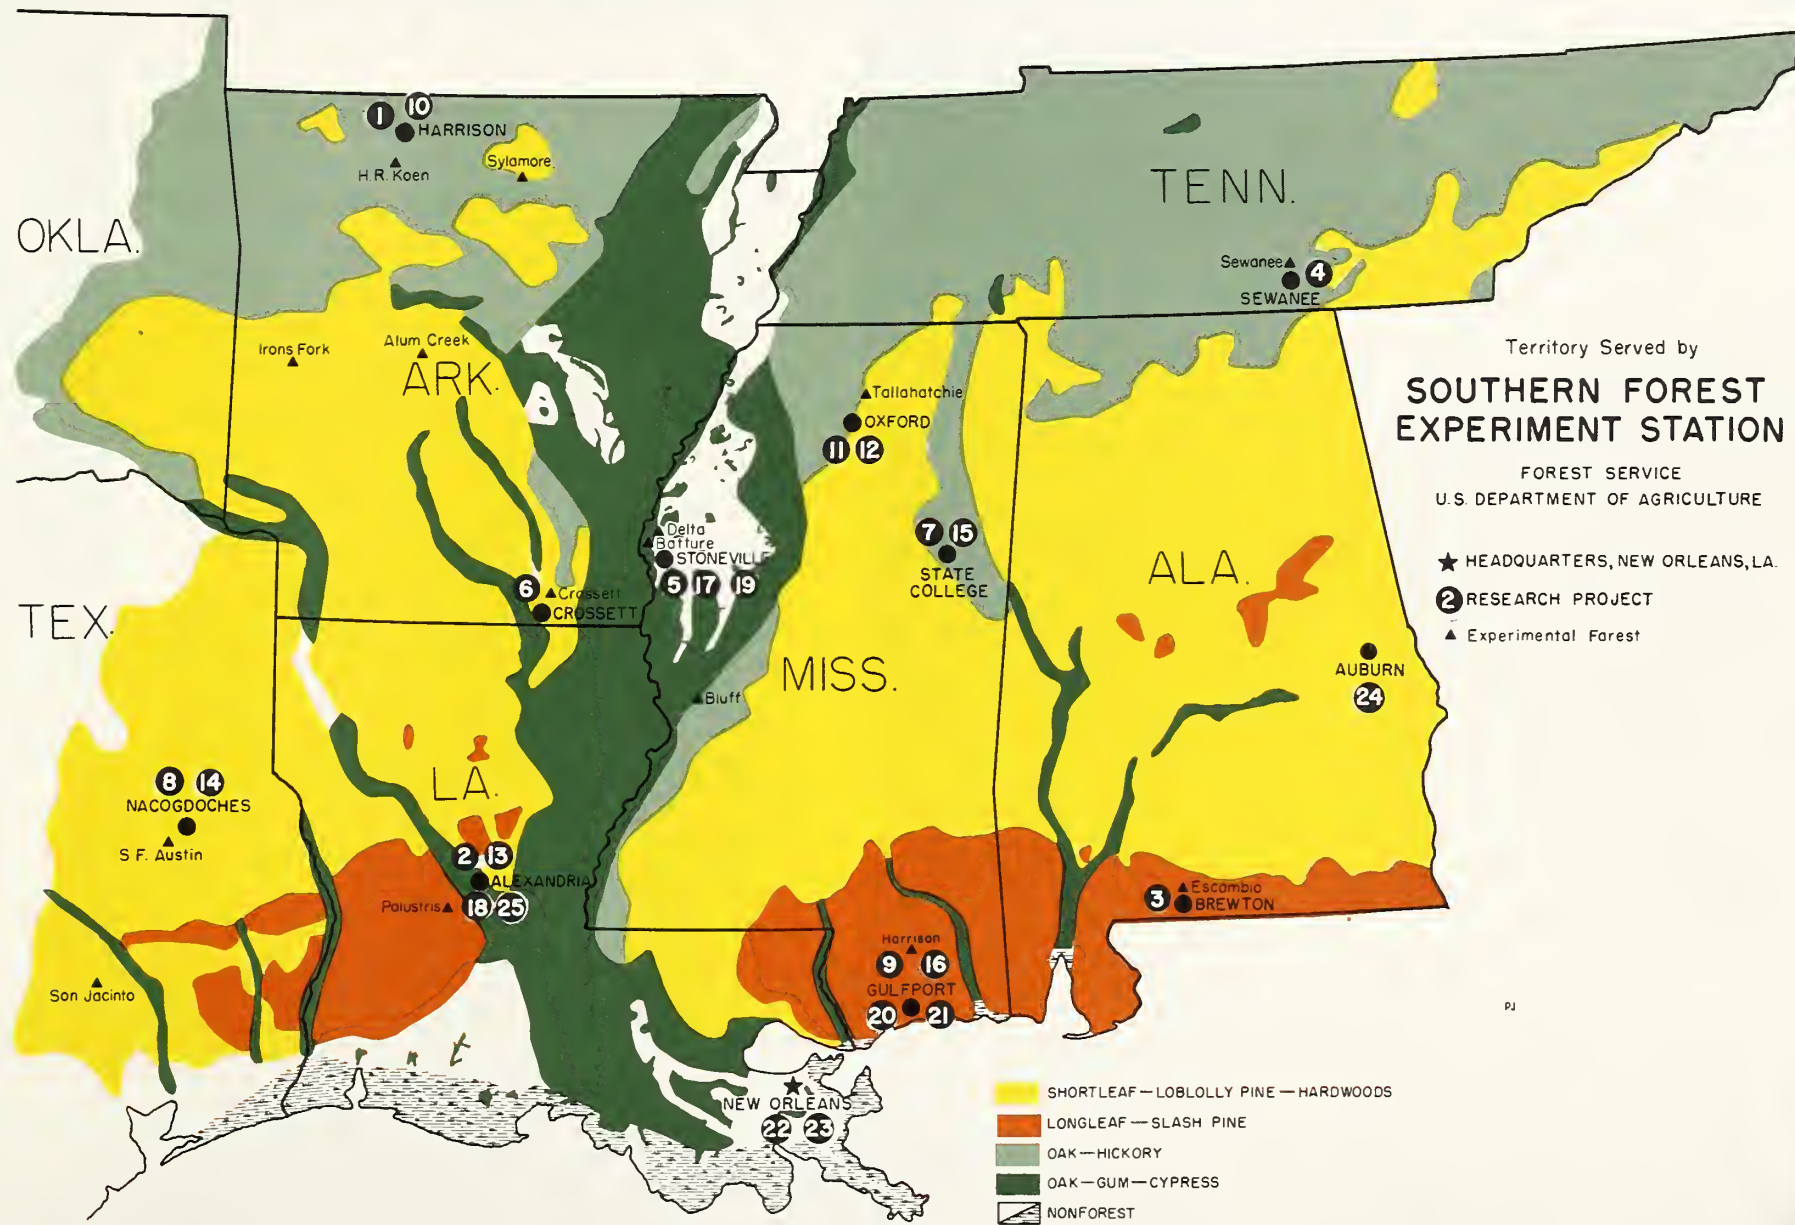 1 10
HARRISON
H.R. Koen
Sylamore
TENN.
OKLA.
Sewanee
4
SEWANEE
Irons Fork
Alum Creek
ARK.
Tallahatchie
OXFORD
11 12
Territory Served by
SOUTHERN FOREST
EXPERIMENT STATION
FOREST SERVICE
U.S. DEPARTMENT OF AGRICULTURE
HEADQUARTERS, NEW ORLEANS, LA.
2 RESEARCH PROJECT
Experimental Forest
Delta
Batture
STONEVILLE
5 17 19
7 15
STATE
COLLEGE
ALA.
6
Crossett
CROSSETT
TEX.
MISS.
Bluff
AUBURN
24
8 14
NACOGDOCHES
S F. Austin
LA.
2 13
ALEXANDRIA
Palustris
18 25
3
Escambia
BREWTON
Harrison
9 16
GULFPORT
20 21
San Jacinto
PJ
NEW ORLEANS
22 23
SHORTLEAF—LOBLOLLY PINE—HARDWOODS
LONGLEAF—SLASH PINE
OAK—HICKORY
OAK—GUM—CYPRESS
NONFOREST